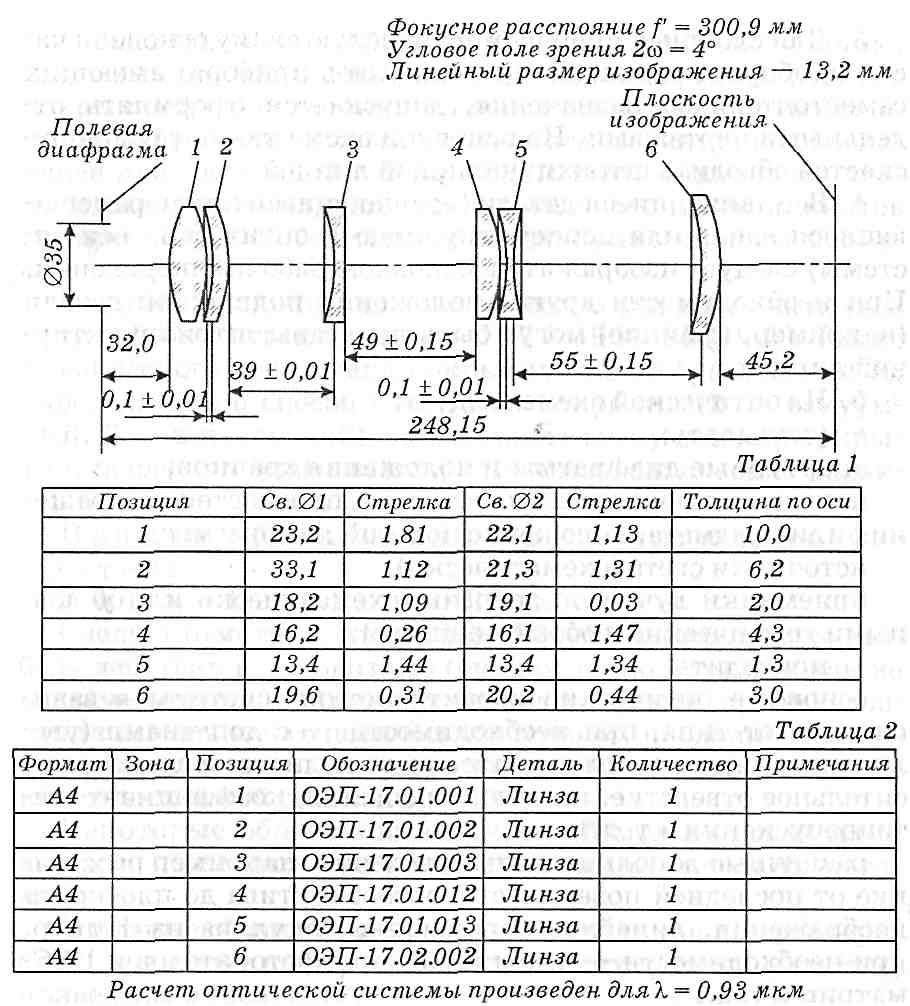 Фокусное расстояние f′ = 300,9 мм
Угловое поле зрения 2ω = 4°
Линейный размер изображения – 13,2 мм
Полевая диафрагма
1 2 3 4 5 6
Плоскость изображения
Ø35
32,0
0,1 ± 0,01
39 ± 0,01
49 ± 0,15
0,1 ± 0,01
55 ± 0,15
45,2
248,15
Таблица 1
Позиция Св. Ø1 Стрелка Св. Ø2 Стрелка Толщина по оси
1 23,2 1,81 22,1 1,13 10,0
2 33,1 1,12 21,3 1,31 6,2
3 18,2 1,09 19,1 0,03 2,0
4 16,2 0,26 16,1 1,47 4,3
5 13,4 1,44 13,4 1,34 1,3
6 19,6 0,31 20,2 0,44 3,0
Таблица 2
Формат Зона Позиция Обозначение Деталь Количество Примечания
А4 1 ОЭП-17.01.001 Линза 1
А4 2 ОЭП-17.01.002 Линза 1
А4 3 ОЭП-17.01.003 Линза 1
А4 4 ОЭП-17.01.012 Линза 1
А4 5 ОЭП-17.01.013 Линза 1
А4 6 ОЭП-17.02.002 Линза 1
Расчет оптической системы произведен для λ = 0,93 мкм